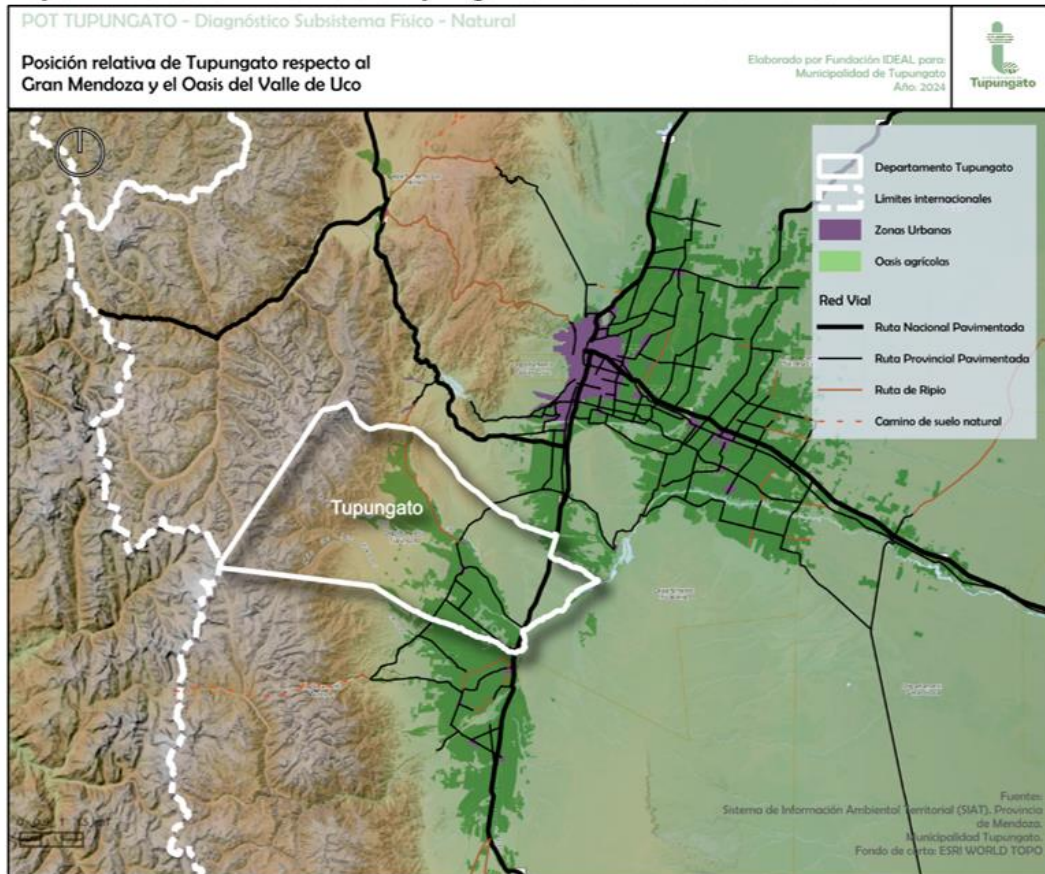 POT TUPUNGATO - Diagnóstico Subsistema Físico - Natural
Posición relativa de Tupungato respecto al
Gran Mendoza y el Oasis del Valle de Uco
Elaborado por Fundación IDEAL para:
Municipalidad de Tupungato
Año: 2024
Tupungato
Departamento Tupungato
Límites internacionales
Zonas Urbanas
Oasis agrícolas
Red Vial
Ruta Nacional Pavimentada
Ruta Provincial Pavimentada
Ruta de Ripio
Camino de suelo natural
Tupungato
Fuentes:
Sistema de Información Ambiental Territorial (SIAT). Provincia
de Mendoza.
Municipalidad Tupungato.
Fondo de carta: ESRI WORLD TOPO